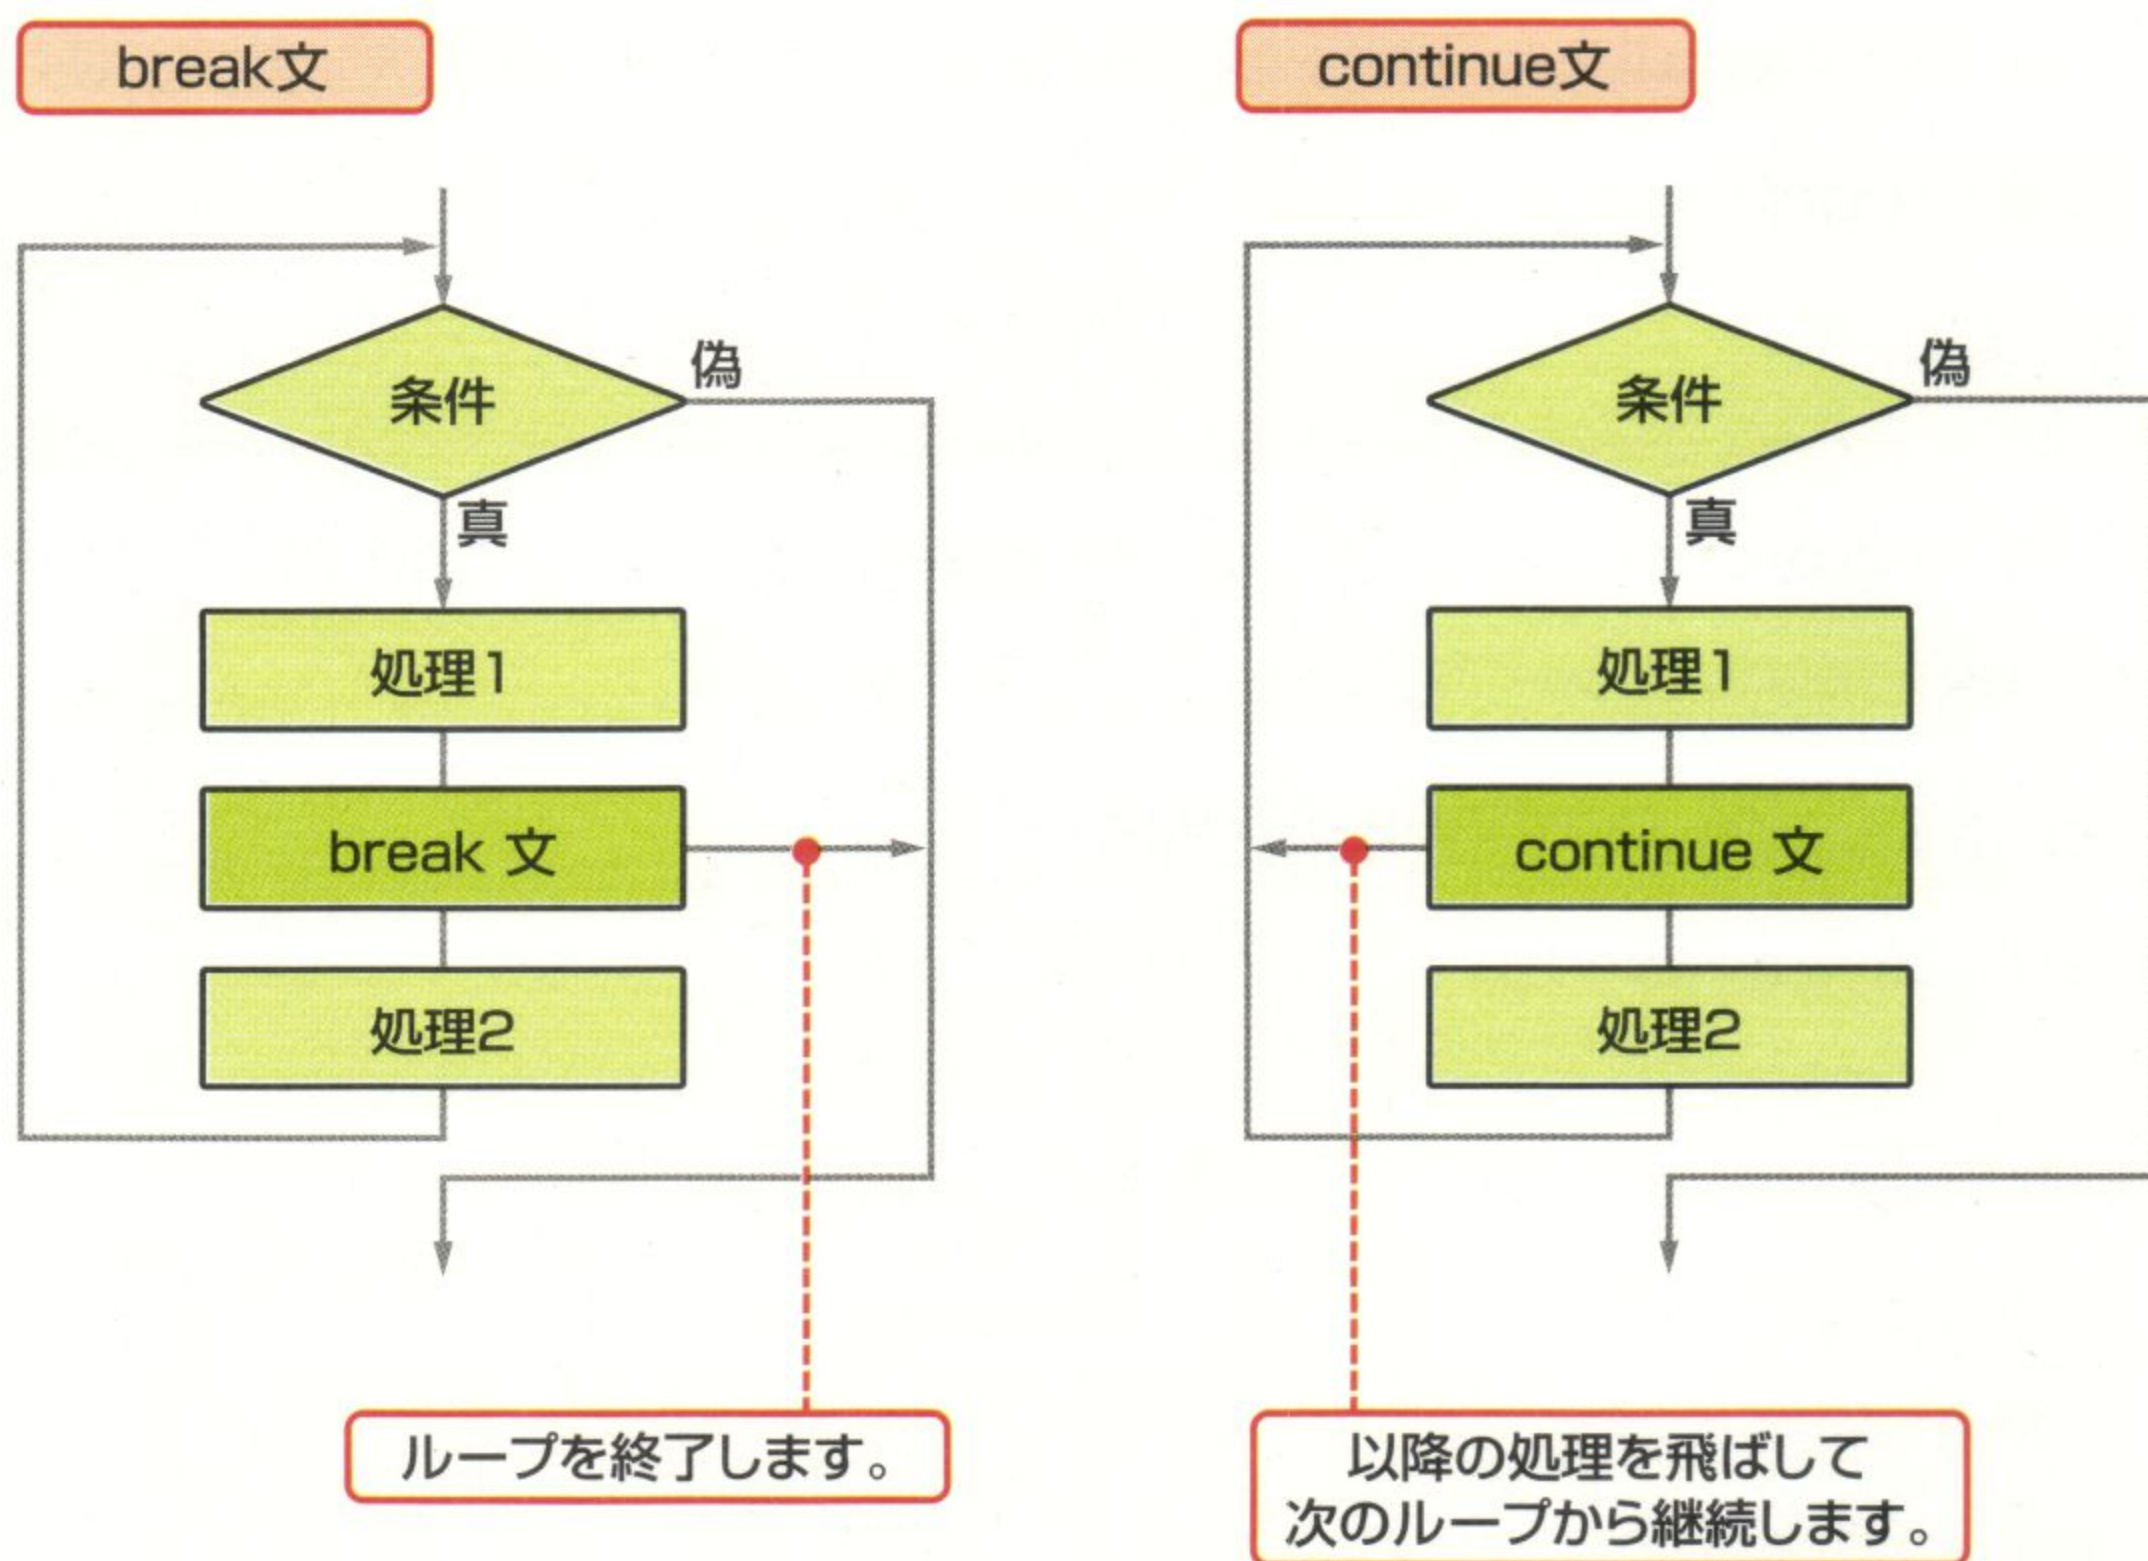 break文
偽
条件
真
処理1
break 文
処理2
ループを終了します。
continue文
偽
条件
真
処理1
continue 文
処理2
以降の処理を飛ばして
次のループから継続します。